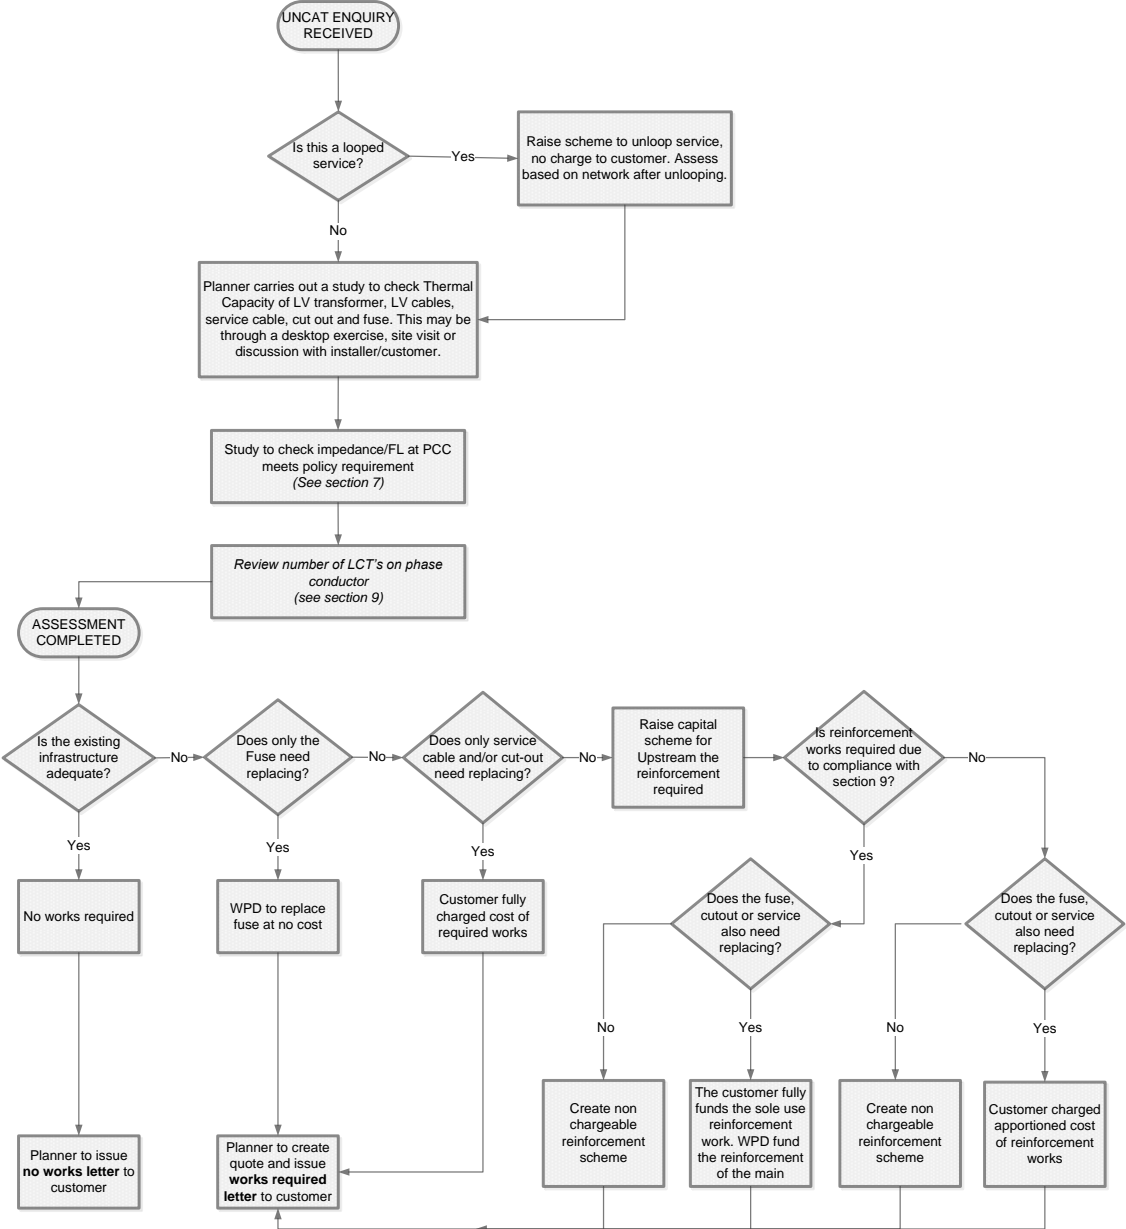 UNCAT ENQUIRY
RECEIVED
Is this a looped
service?
Yes
Raise scheme to unloop service,
no charge to customer. Assess
based on network after unlooping.
No
Planner carries out a study to check Thermal
Capacity of LV transformer, LV cables,
service cable, cut out and fuse. This may be
through a desktop exercise, site visit or
discussion with installer/customer.
Study to check impedance/FL at PCC
meets policy requirement
(See section 7)
Review number of LCT's on phase
conductor
(see section 9)
ASSESSMENT
COMPLETED
Is the existing
infrastructure
adequate?
No
Does only the
Fuse need
replacing?
No
Does only service
cable and/or cut-out
need replacing?
No
Raise capital
scheme for
Upstream the
reinforcement
required
Is reinforcement
works required due
to compliance with
section 9?
No
Yes
Yes
Yes
Yes
No works required
WPD to replace
fuse at no cost
Customer fully
charged cost of
required works
Does the fuse,
cutout or service
also need
replacing?
Does the fuse,
cutout or service
also need
replacing?
No
Yes
No
Yes
Create non
chargeable
reinforcement
scheme
The customer fully
funds the sole use
reinforcement
work. WPD fund
the reinforcement
of the main
Create non
chargeable
reinforcement
scheme
Customer charged
apportioned cost
of reinforcement
works
Planner to issue
no works letter to
customer
Planner to create
quote and issue
works required
letter to customer